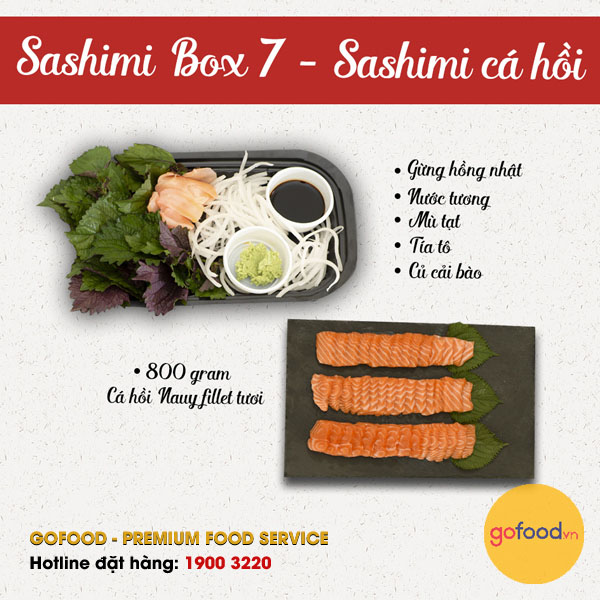 Sashimi Box 7 - Sashimi cá hồi
• Gừng hồng nhật
• Nước tương
• Mù tạt
• Tía tô
• Củ cải bào
• 800 gram
Cá hồi Nauy fillet tươi
GOFOOD - PREMIUM FOOD SERVICE
Hotline đặt hàng: 1900 3220
gofood.vn